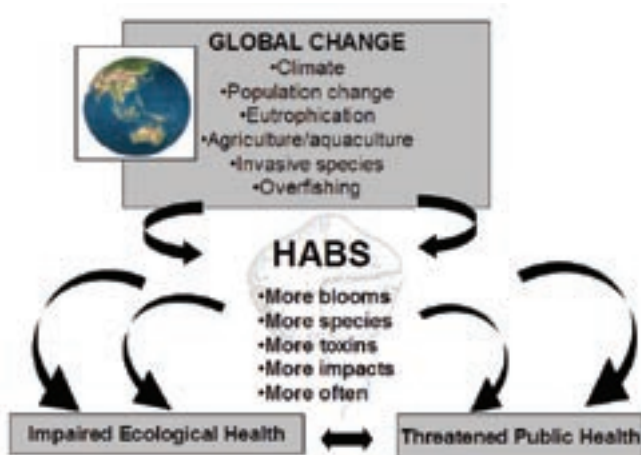 GLOBAL CHANGE
•Climate
•Population change
•Eutrophication
•Agriculture/aquaculture
•Invasive species
•Overfishing
HABS
•More blooms
•More species
•More toxins
•More impacts
•More often
Impaired Ecological Health
Threatened Public Health